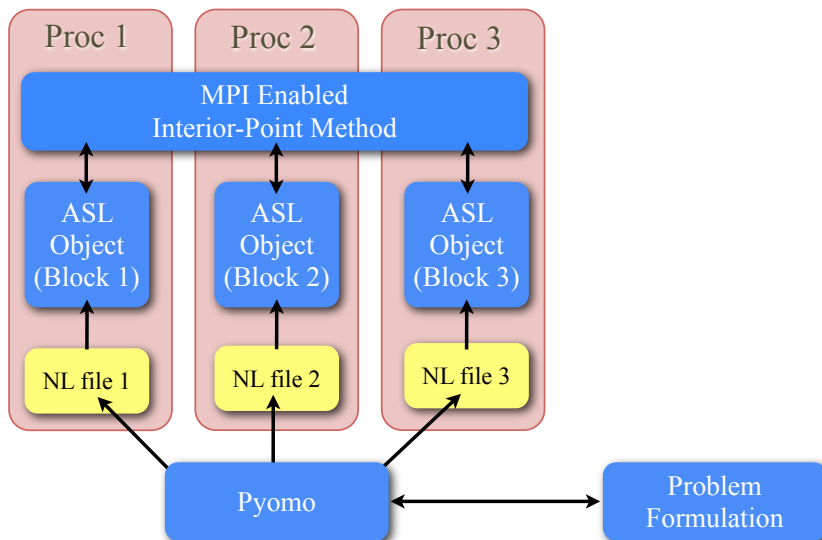 Proc 1
Proc 2
Proc 3
MPI Enabled
Interior-Point Method
ASL
Object
(Block 1)
ASL
Object
(Block 2)
ASL
Object
(Block 3)
NL file 1
NL file 2
NL file 3
Pyomo
Problem
Formulation